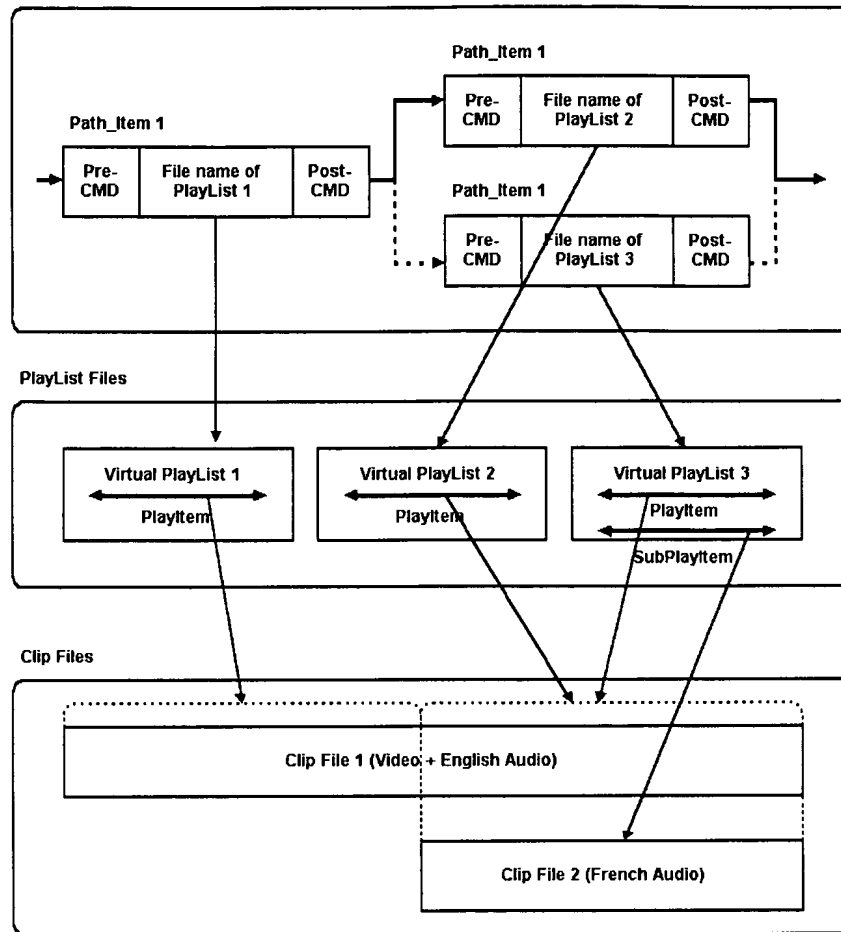 Path_Item 1
Pre-
CMD
File name of
PlayList 1
Post-
CMD
Path_Item 1
Pre-
CMD
File name of
PlayList 2
Post-
CMD
Path_Item 1
Pre-
CMD
File name of
PlayList 3
Post-
CMD
PlayList Files
Virtual PlayList 1
PlayItem
Virtual PlayList 2
PlayItem
Virtual PlayList 3
PlayItem
SubPlayItem
Clip Files
Clip File 1 (Video + English Audio)
Clip File 2 (French Audio)